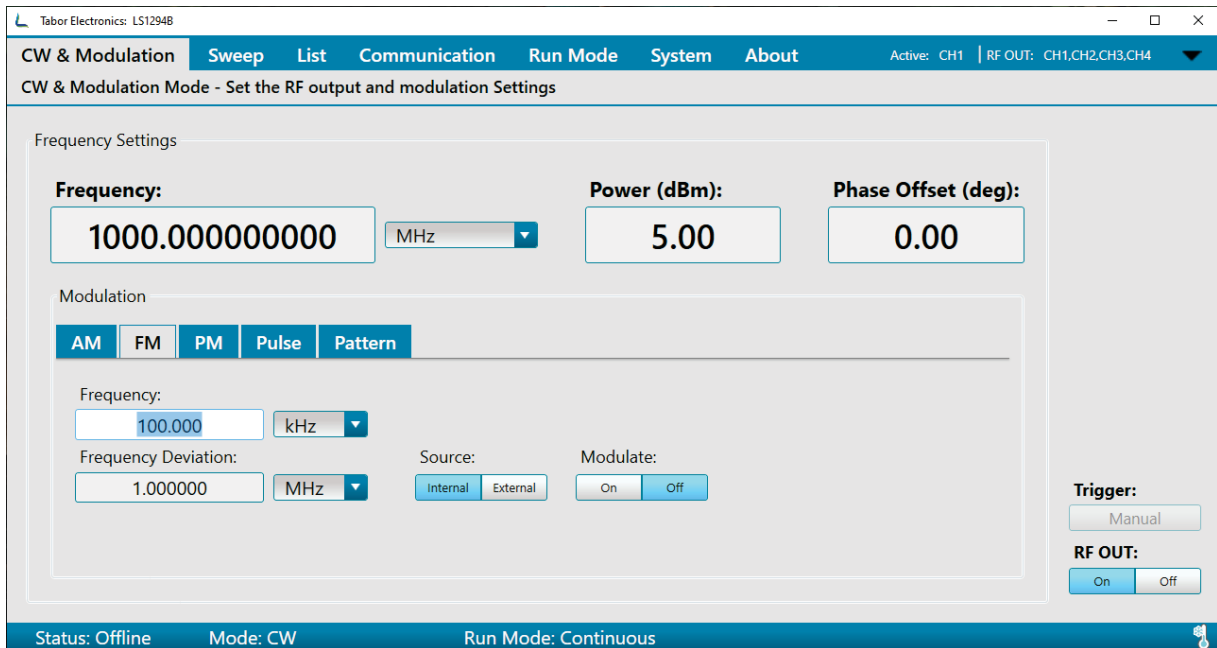 Tabor Electronics: LS1294B
CW & Modulation Sweep List Communication Run Mode System About Active: CH1 RF OUT: CH1,CH2,CH3,CH4
CW & Modulation Mode - Set the RF output and modulation Settings
Frequency Settings
Frequency: Power (dBm): Phase Offset (deg):
1000.000000000 MHz 5.00 0.00
Modulation
AM FM PM Pulse Pattern
Frequency:
100.000 kHz
Frequency Deviation: Source: Modulate:
1.000000 MHz Internal External On Off
Trigger:
Manual
RF OUT:
On Off
Status: Offline Mode: CW Run Mode: Continuous